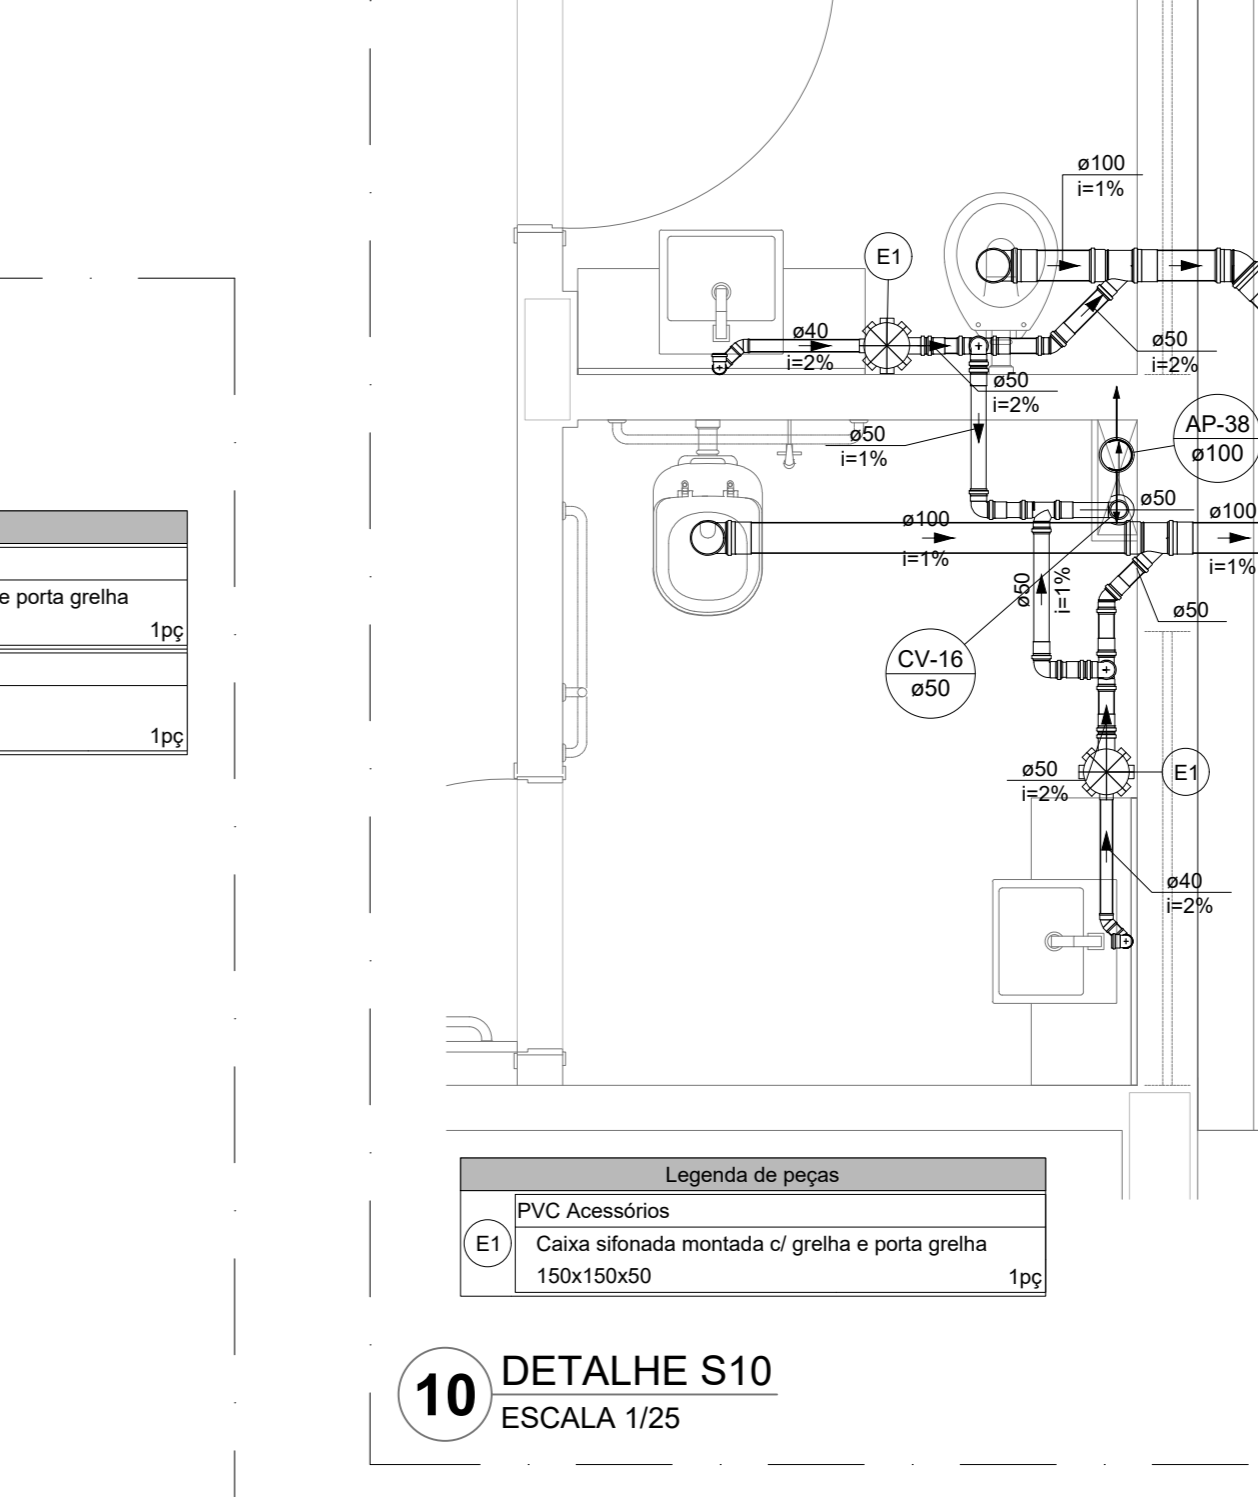 e porta grelha
1pç
1pç
ø100
i=1%
E1
ø40
i=2%
ø50
i=2%
ø50
i=2%
ø50
i=1%
AP-38
ø100
ø50
ø100
i=1%
ø100
i=1%
ø50
i=1%
ø50
CV-16
ø50
ø50
i=2%
E1
ø40
i=2%
Legenda de peças
PVC Acessórios
E1
Caixa sifonada montada c/ grelha e porta grelha
150x150x50 1pç
10
DETALHE S10
ESCALA 1/25